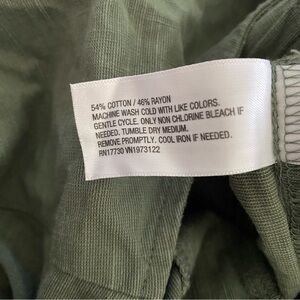 54% COTTON / 46% RAYON
MACHINE WASH COLD WITH LIKE COLORS.
GENTLE CYCLE. ONLY NON CHLORINE BLEACH IF
NEEDED. TUMBLE DRY MEDIUM.
REMOVE PROMPTLY. COOL IRON IF NEEDED.
RN17730 VN1973122